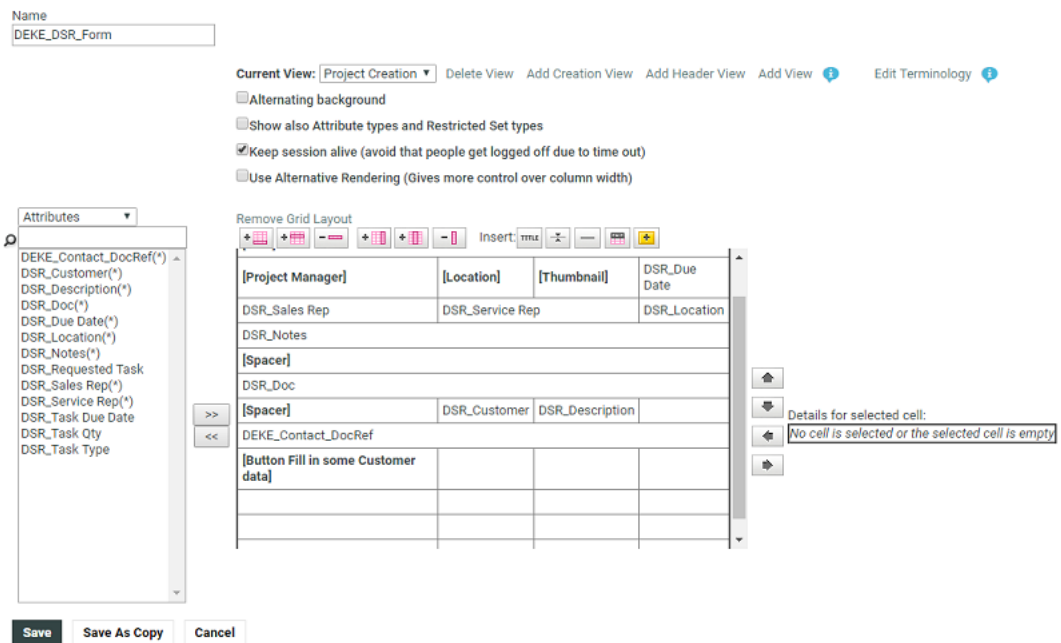 Name
DEKE_DSR_Form
Current View: Project Creation Delete View Add Creation View Add Header View Add View Edit Terminology
Alternating background
Show also Attribute types and Restricted Set types
Keep session alive (avoid that people get logged off due to time out)
Use Alternative Rendering (Gives more control over column width)
Attributes
Remove Grid Layout
Insert: TITLE
DEKE_Contact_DocRef(*)
DSR_Customer(*)
DSR_Description(*)
DSR_Doc(*)
DSR_Due Date(*)
DSR_Location(*)
DSR_Notes(*)
DSR_Requested Task
DSR_Sales Rep(*)
DSR_Service Rep(*)
DSR_Task Due Date
DSR_Task Qty
DSR_Task Type
>>
<<
[Project Manager] [Location] [Thumbnail] DSR_Due
Date
DSR_Sales Rep DSR_Service Rep DSR_Location
DSR_Notes
[Spacer]
DSR_Doc
[Spacer] DSR_Customer DSR_Description
DEKE_Contact_DocRef
[Button Fill in some Customer
data]
Details for selected cell:
No cell is selected or the selected cell is empty
Save Save As Copy Cancel